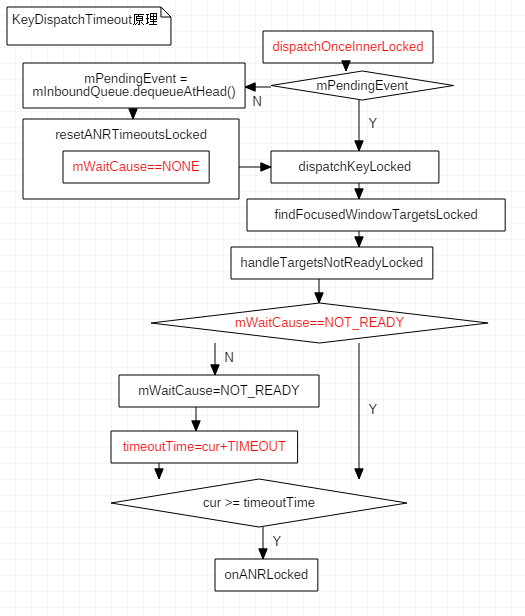 KeyDispatchTimeout原理
dispatchOnceInnerLocked
mPendingEvent =
mInboundQueue.dequeueAtHead()
N
mPendingEvent
Y
resetANRTimeoutsLocked
mWaitCause==NONE
dispatchKeyLocked
findFocusedWindowTargetsLocked
handleTargetsNotReadyLocked
mWaitCause==NOT_READY
N
mWaitCause=NOT_READY
Y
timeoutTime=cur+TIMEOUT
cur >= timeoutTime
Y
onANRLocked